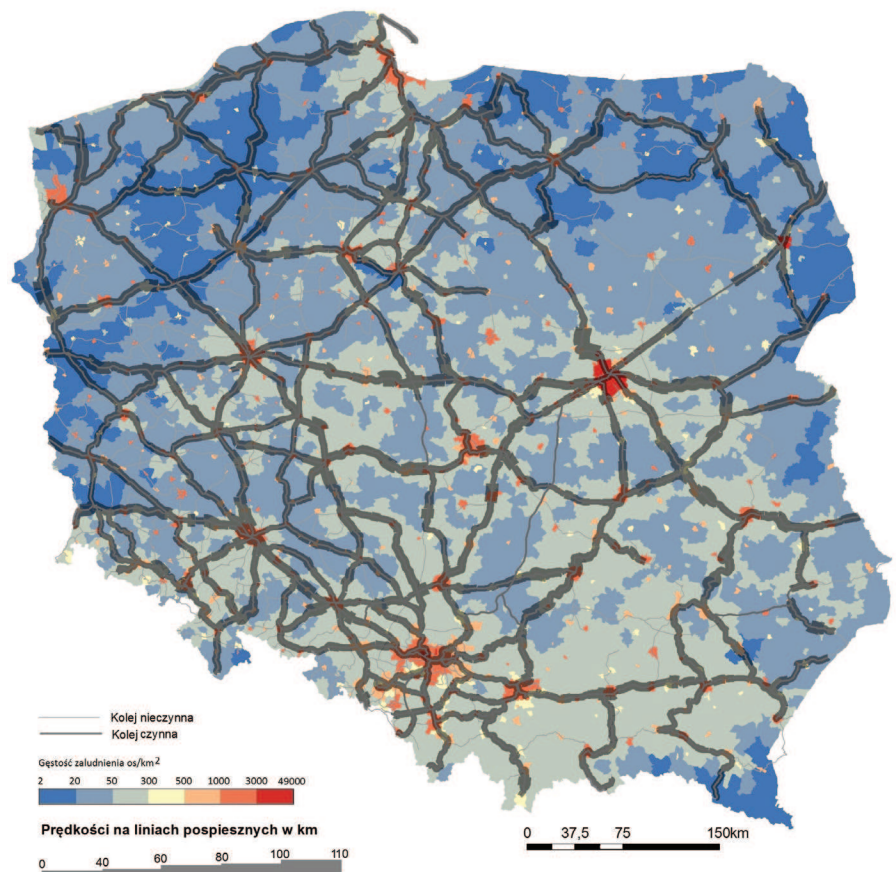 Kolej nieczynna
Kolej czynna
Gęstość zaludnienia os/km²
2 20 50 300 500 1000 3000 49000
Prędkości na liniach pospiesznych w km
0 40 60 80 100 110
0 37,5 75 150km